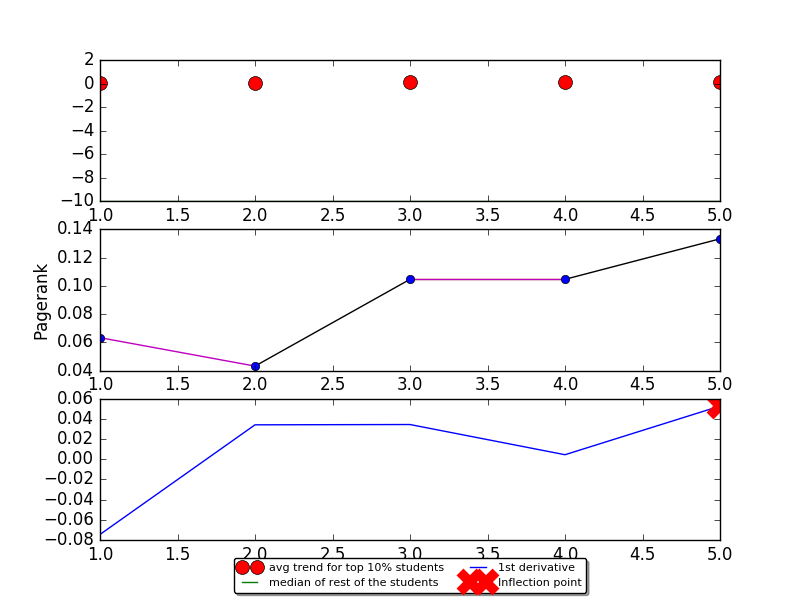 2
0
−2
−4
−6
−8
−10
1.0 1.5 2.0 2.5 3.0 3.5 4.0 4.5 5.0
Pagerank
0.14
0.12
0.10
0.08
0.06
0.04
1.0 1.5 2.0 2.5 3.0 3.5 4.0 4.5 5.0
0.06
0.04
0.02
0.00
−0.02
−0.04
−0.06
−0.08
1.0 1.5 2.0 2.5 3.0 3.5 4.0 4.5 5.0
avg trend for top 10% students
median of rest of the students
1st derivative
Inflection point